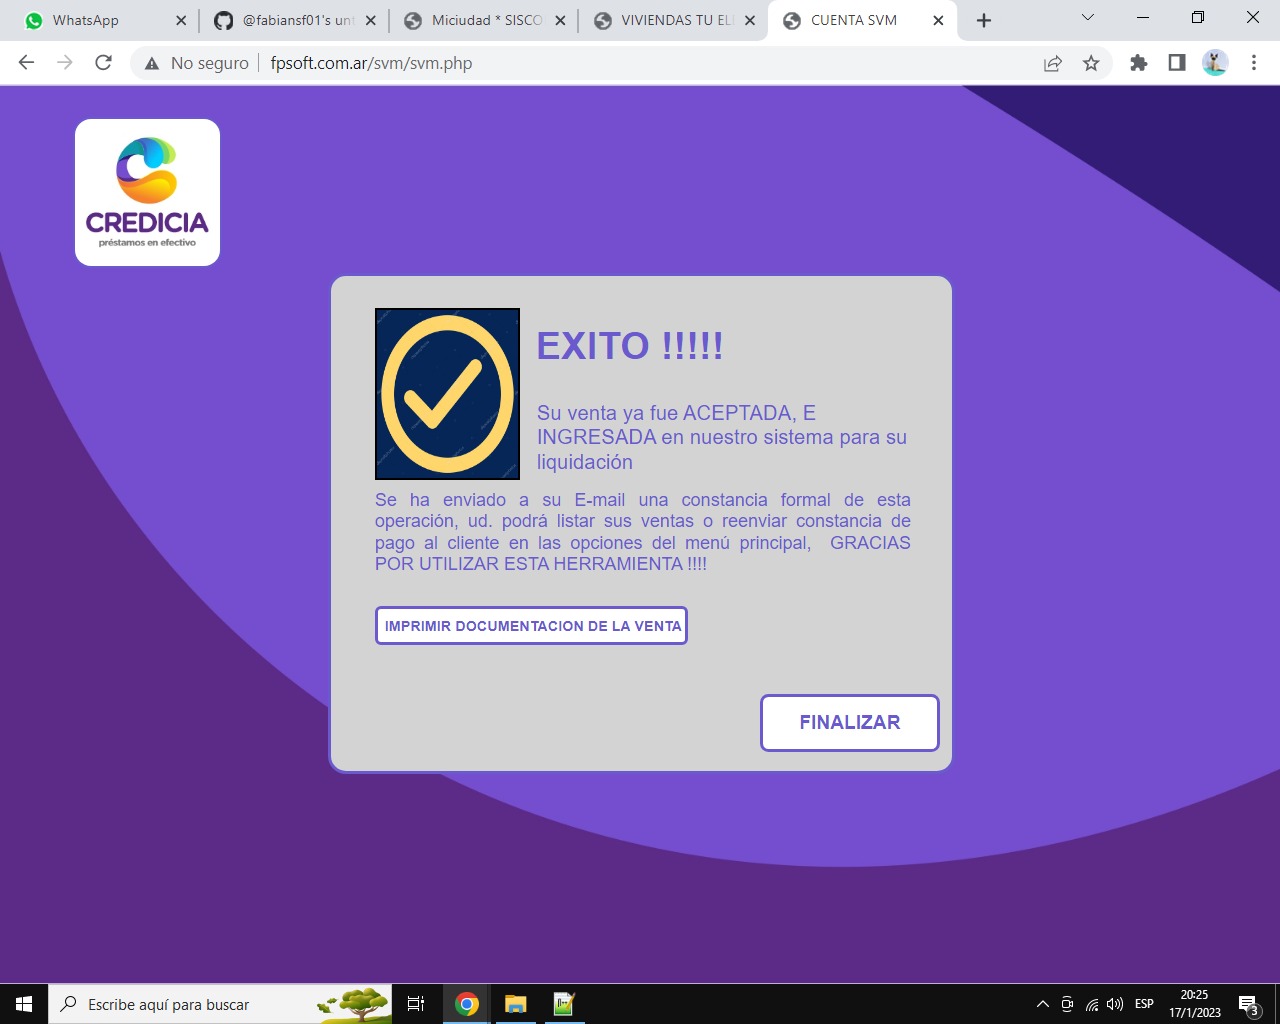 WhatsApp
@fabiansf01's unt
Miciudad * SISCO
VIVIENDAS TU EL
CUENTA SVM
No seguro
fpsoft.com.ar/svm/svm.php
CREDICIA
préstamos en efectivo
EXITO !!!!!
Su venta ya fue ACEPTADA, E
INGRESADA en nuestro sistema para su
liquidación
Se ha enviado a su E-mail una constancia formal de esta
operación, ud. podrá listar sus ventas o reenviar constancia de
pago al cliente en las opciones del menú principal, GRACIAS
POR UTILIZAR ESTA HERRAMIENTA !!!!
IMPRIMIR DOCUMENTACION DE LA VENTA
FINALIZAR
Escribe aquí para buscar
ESP
20:25
17/1/2023
3